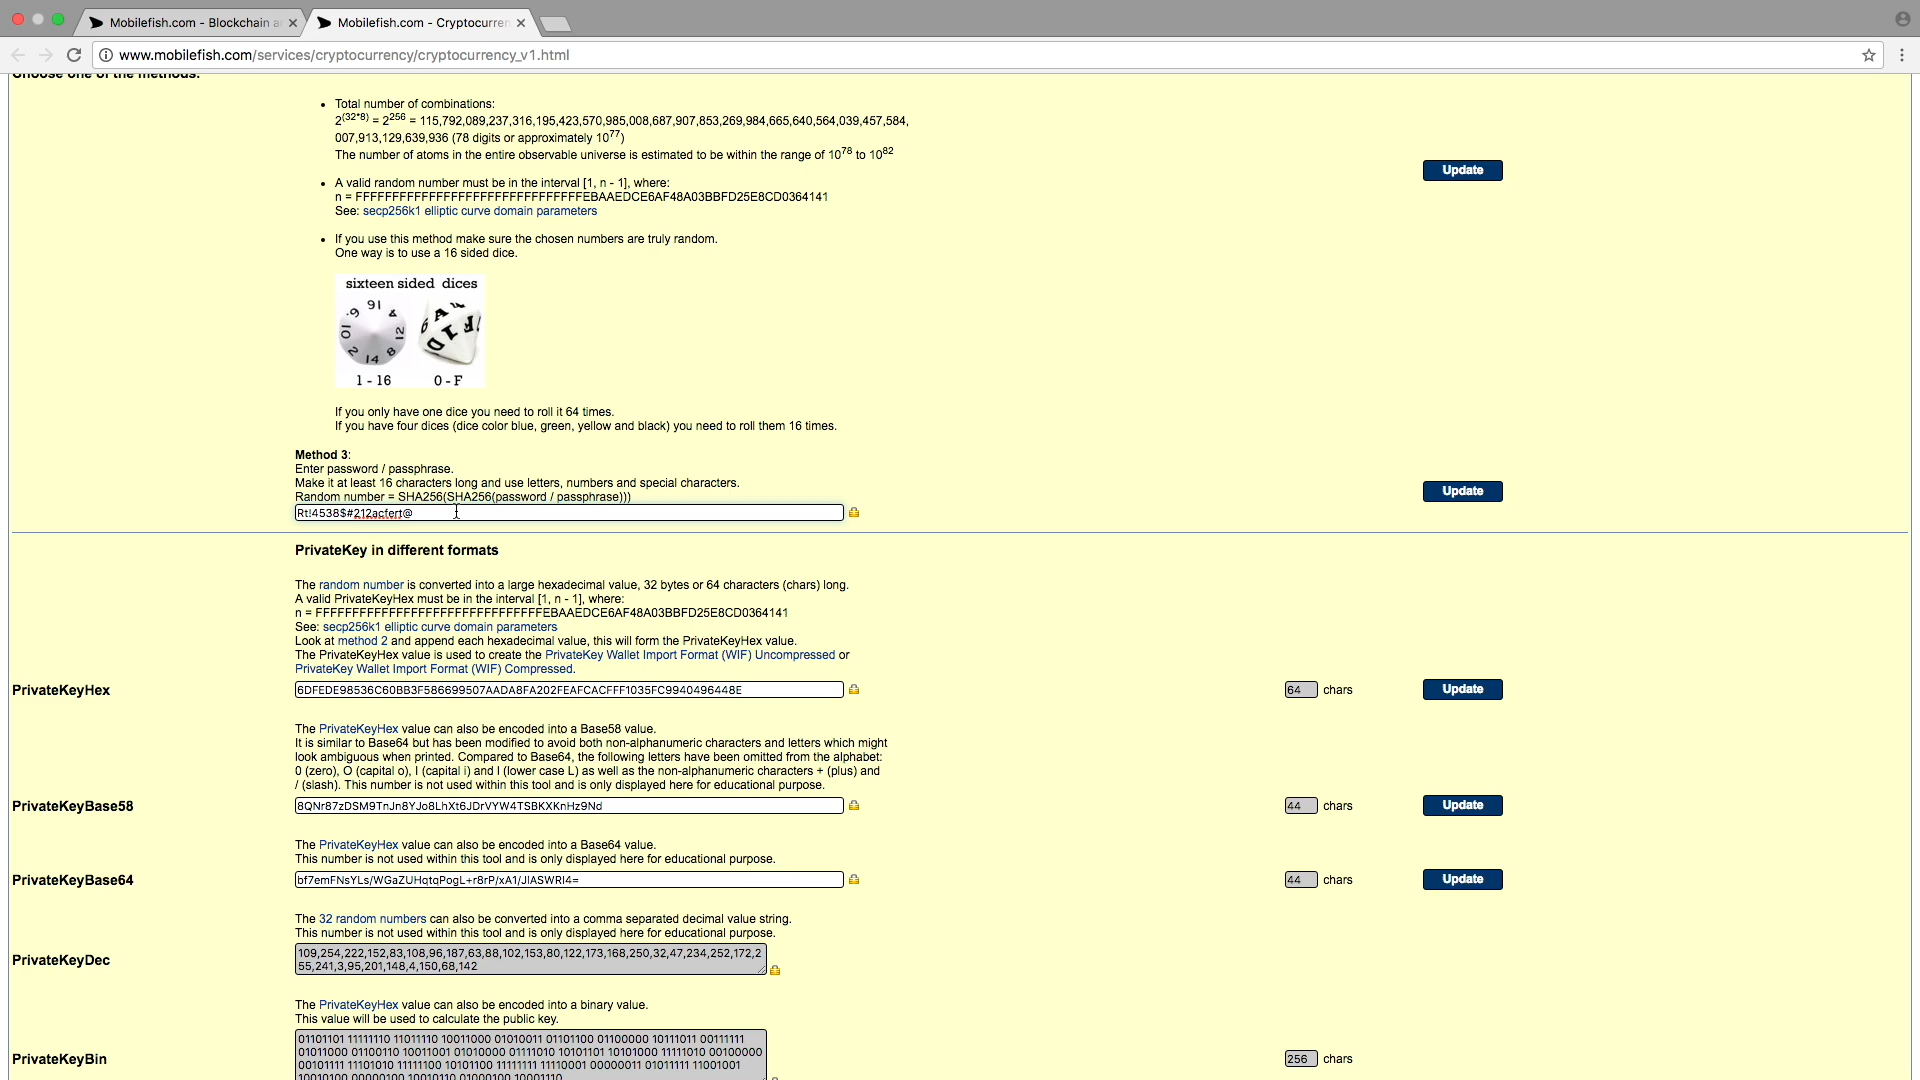 Mobilefish.com - Blockchain a
Mobilefish.com - Cryptocurren
www.mobilefish.com/services/cryptocurrency/cryptocurrency_v1.html
Choose one of the methods:
• Total number of combinations:
2(32*8) = 2256 = 115,792,089,237,316,195,423,570,985,008,687,907,853,269,984,665,640,564,039,457,584,
007,913,129,639,936 (78 digits or approximately 1077)
The number of atoms in the entire observable universe is estimated to be within the range of 1078 to 1082
Update
• A valid random number must be in the interval [1, n - 1], where:
n = FFFFFFFFFFFFFFFFFFFFFFFFFFFFFFFEBAAEDCE6AF48A03BBFD25E8CD0364141
See: secp256k1 elliptic curve domain parameters
• If you use this method make sure the chosen numbers are truly random.
One way is to use a 16 sided dice.
sixteen sided dices
1 - 16 0 - F
If you only have one dice you need to roll it 64 times.
If you have four dices (dice color blue, green, yellow and black) you need to roll them 16 times.
Method 3:
Enter password / passphrase.
Make it at least 16 characters long and use letters, numbers and special characters.
Random number = SHA256(SHA256(password / passphrase)))
Update
Rt!4538$#212acfert@
PrivateKey in different formats
The random number is converted into a large hexadecimal value, 32 bytes or 64 characters (chars) long.
A valid PrivateKeyHex must be in the interval [1, n - 1], where:
n = FFFFFFFFFFFFFFFFFFFFFFFFFFFFFFFEBAAEDCE6AF48A03BBFD25E8CD0364141
See: secp256k1 elliptic curve domain parameters
Look at method 2 and append each hexadecimal value, this will form the PrivateKeyHex value.
The PrivateKeyHex value is used to create the PrivateKey Wallet Import Format (WIF) Uncompressed or
PrivateKey Wallet Import Format (WIF) Compressed.
PrivateKeyHex 6DFEDE98536C60BB3F586699507AADA8FA202FEAFCACFFF1035FC9940496448E 64 chars Update
The PrivateKeyHex value can also be encoded into a Base58 value.
It is similar to Base64 but has been modified to avoid both non-alphanumeric characters and letters which might
look ambiguous when printed. Compared to Base64, the following letters have been omitted from the alphabet:
0 (zero), O (capital o), I (capital i) and l (lower case L) as well as the non-alphanumeric characters + (plus) and
/ (slash). This number is not used within this tool and is only displayed here for educational purpose.
PrivateKeyBase58 8QNr87zDSM9TnJn8YJo8LhXt6JDrVYW4TSBKXKnHz9Nd 44 chars Update
The PrivateKeyHex value can also be encoded into a Base64 value.
This number is not used within this tool and is only displayed here for educational purpose.
PrivateKeyBase64 bf7emFNsYLs/WGaZUHqtqPogL+r8rP/xA1/JlASWRI4= 44 chars Update
The 32 random numbers can also be converted into a comma separated decimal value string.
This number is not used within this tool and is only displayed here for educational purpose.
PrivateKeyDec 109,254,222,152,83,108,96,187,63,88,102,153,80,122,173,168,250,32,47,234,252,172,2
55,241,3,95,201,148,4,150,68,142
The PrivateKeyHex value can also be encoded into a binary value.
This value will be used to calculate the public key.
01101101 11111110 11011110 10011000 01010011 01101100 01100000 10111011 00111111
01011000 01100110 10011001 01010000 01111010 10101101 10101000 11111010 00100000
PrivateKeyBin 00101111 11101010 11111100 10101100 11111111 11110001 00000011 01011111 11001001 256 chars
10010100 00000100 10010110 01000100 10001110